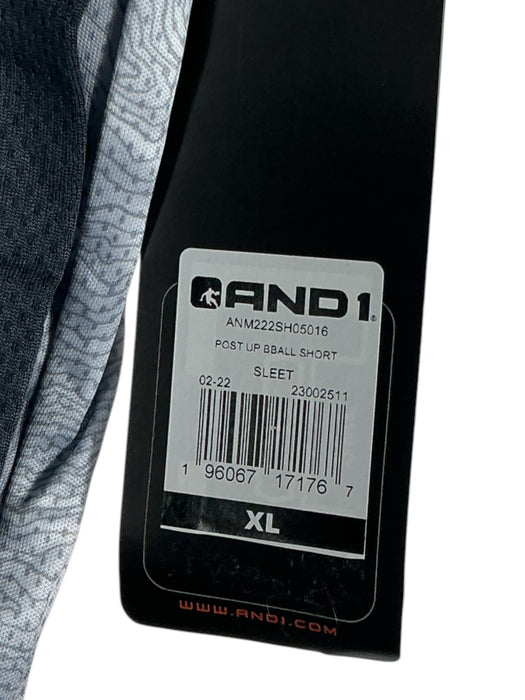 AND1®
ANM222SH05016
POST UP BBALL SHORT
SLEET
02-22 23002511
1 96067 17176 7
XL
WWW.AND1.COM